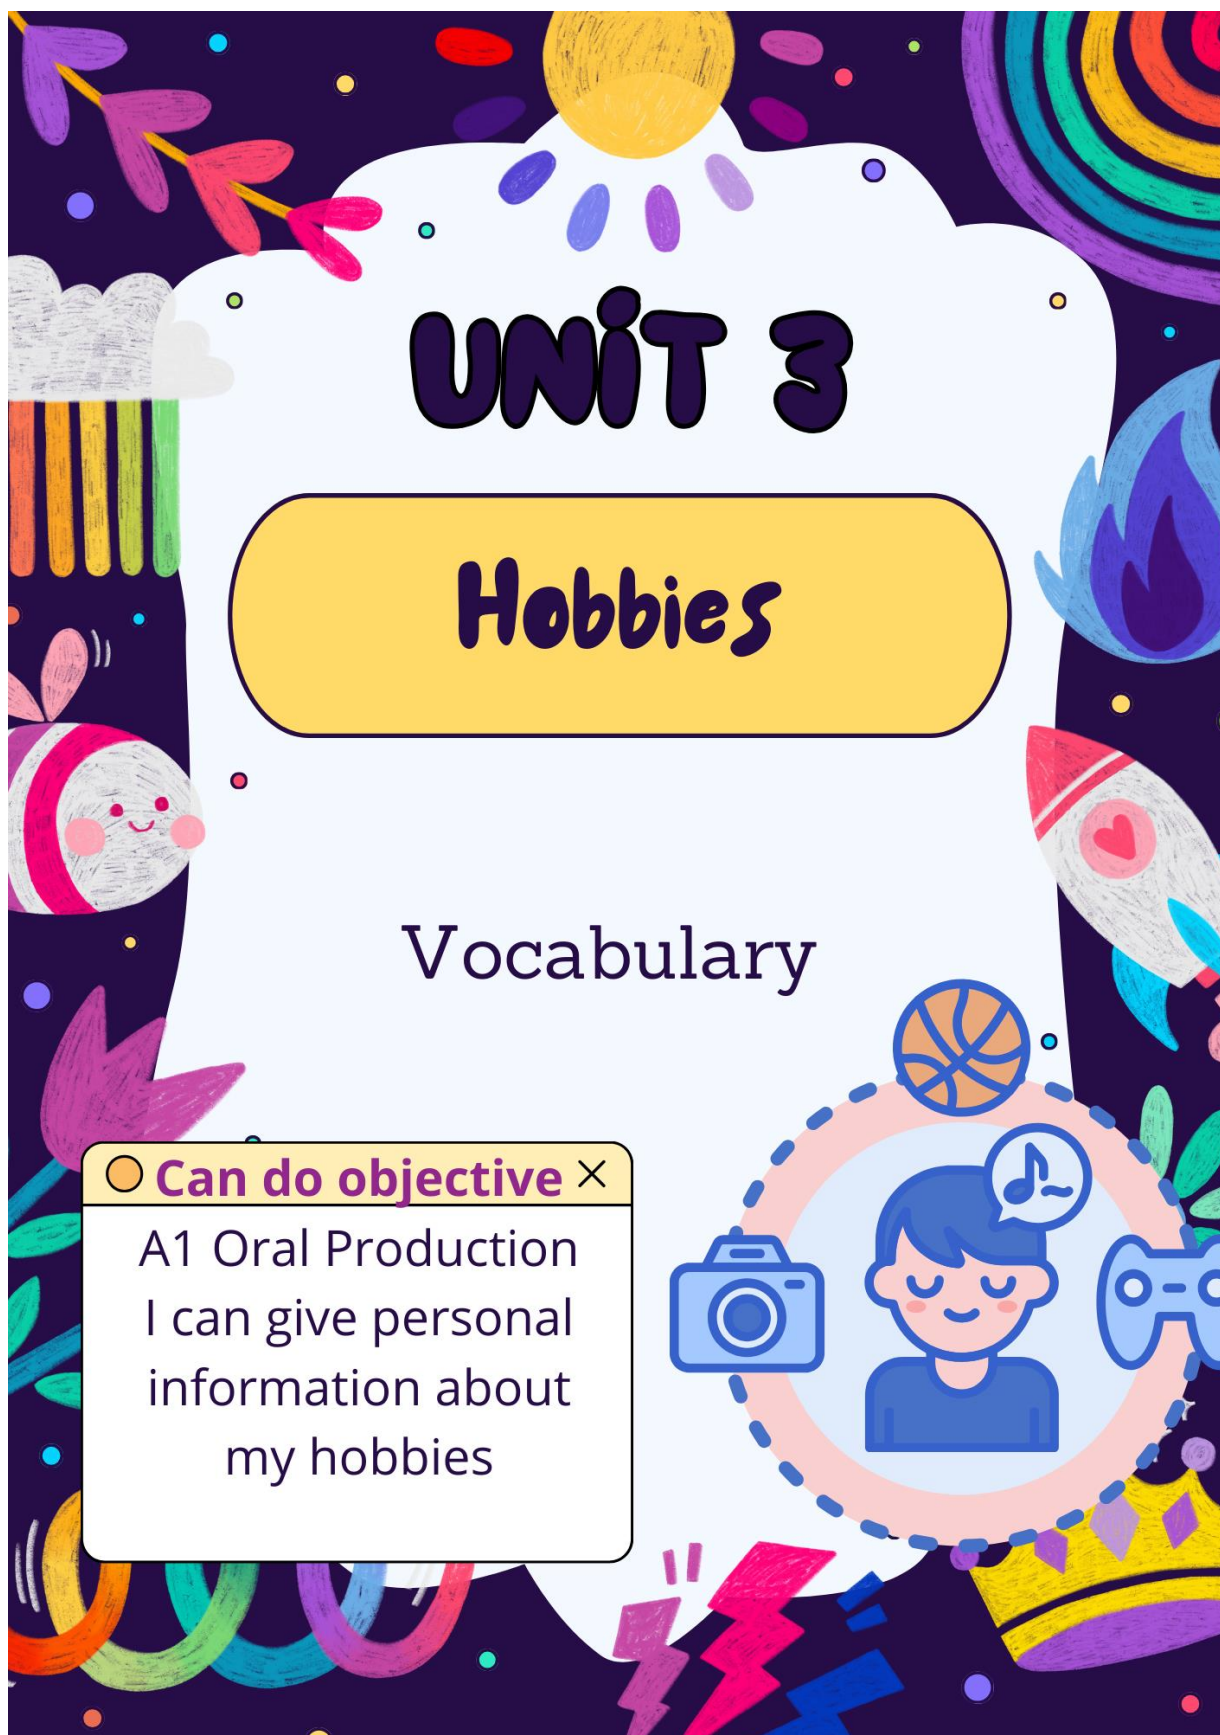 UNiT 3
Hobbies
Vocabulary
Can do objective
A1 Oral Production
I can give personal
information about
my hobbies